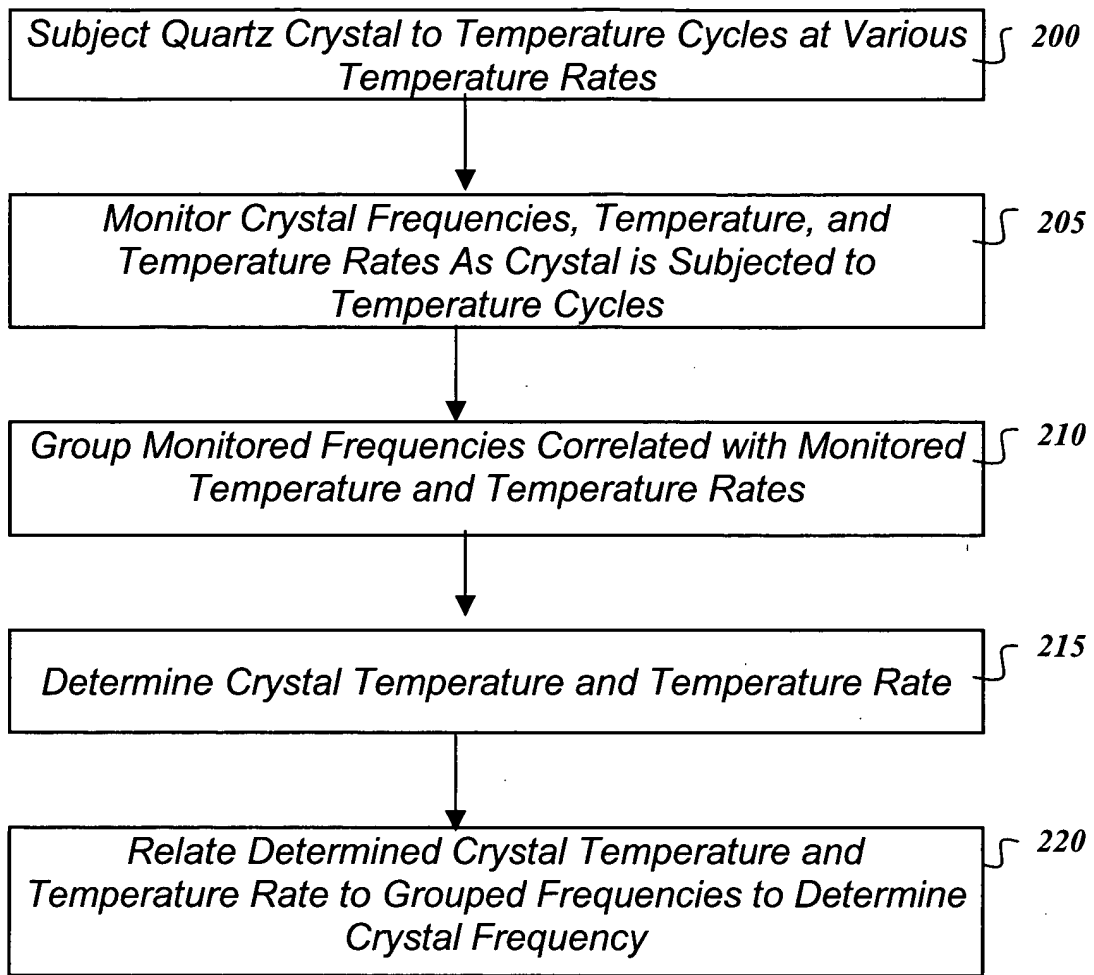 Subject Quartz Crystal to Temperature Cycles at Various
Temperature Rates
200
Monitor Crystal Frequencies, Temperature, and
Temperature Rates As Crystal is Subjected to
Temperature Cycles
205
Group Monitored Frequencies Correlated with Monitored
Temperature and Temperature Rates
210
Determine Crystal Temperature and Temperature Rate
215
Relate Determined Crystal Temperature and
Temperature Rate to Grouped Frequencies to Determine
Crystal Frequency
220